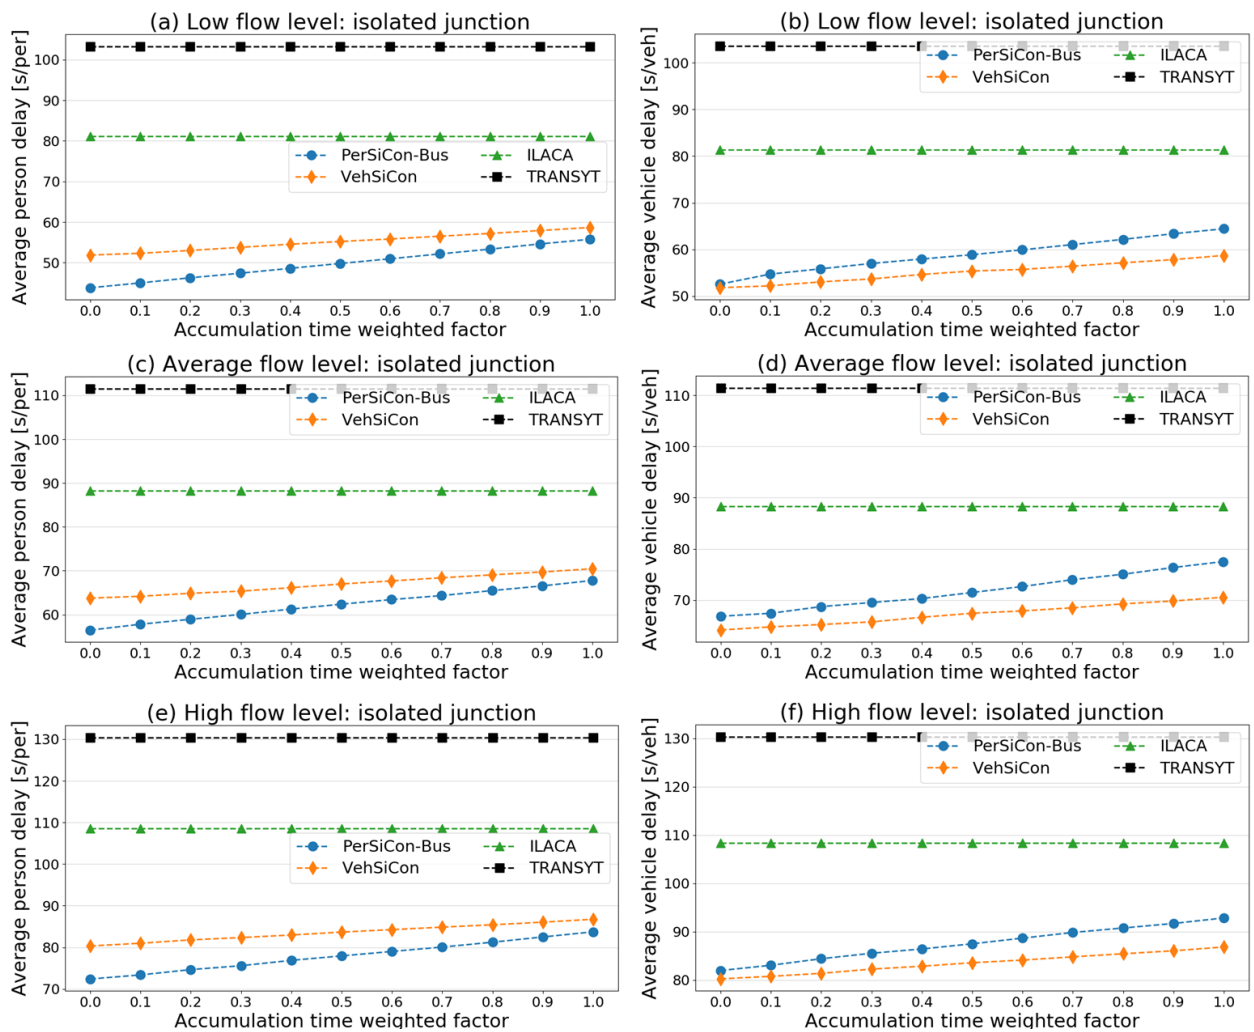 (a) Low flow level: isolated junction
Average person delay [s/per]
100
90
80
70
60
50
PerSiCon-Bus
VehSiCon
ILACA
TRANSYT
0.0 0.1 0.2 0.3 0.4 0.5 0.6 0.7 0.8 0.9 1.0
Accumulation time weighted factor
(b) Low flow level: isolated junction
Average vehicle delay [s/veh]
100
90
80
70
60
50
PerSiCon-Bus
VehSiCon
ILACA
TRANSYT
0.0 0.1 0.2 0.3 0.4 0.5 0.6 0.7 0.8 0.9 1.0
Accumulation time weighted factor
(c) Average flow level: isolated junction
Average person delay [s/per]
110
100
90
80
70
60
PerSiCon-Bus
VehSiCon
ILACA
TRANSYT
0.0 0.1 0.2 0.3 0.4 0.5 0.6 0.7 0.8 0.9 1.0
Accumulation time weighted factor
(d) Average flow level: isolated junction
Average vehicle delay [s/veh]
110
100
90
80
70
PerSiCon-Bus
VehSiCon
ILACA
TRANSYT
0.0 0.1 0.2 0.3 0.4 0.5 0.6 0.7 0.8 0.9 1.0
Accumulation time weighted factor
(e) High flow level: isolated junction
Average person delay [s/per]
130
120
110
100
90
80
70
PerSiCon-Bus
VehSiCon
ILACA
TRANSYT
0.0 0.1 0.2 0.3 0.4 0.5 0.6 0.7 0.8 0.9 1.0
Accumulation time weighted factor
(f) High flow level: isolated junction
Average vehicle delay [s/veh]
130
120
110
100
90
80
PerSiCon-Bus
VehSiCon
ILACA
TRANSYT
0.0 0.1 0.2 0.3 0.4 0.5 0.6 0.7 0.8 0.9 1.0
Accumulation time weighted factor